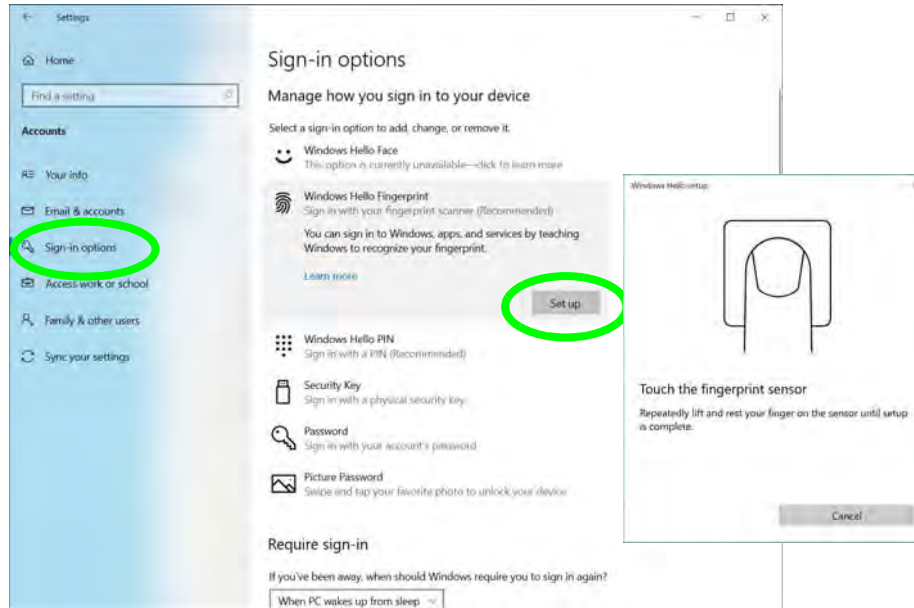 Settings
Home
Find a setting
Accounts
Your info
Email & accounts
Sign-in options
Access work or school
Family & other users
Sync your settings
Sign-in options
Manage how you sign in to your device
Select a sign-in option to add, change, or remove it.
Windows Hello Face
This option is currently unavailable—click to learn more
Windows Hello Fingerprint
Sign in with your fingerprint scanner (Recommended)
You can sign in to Windows, apps, and services by teaching
Windows to recognize your fingerprint.
Learn more
Set up
Windows Hello PIN
Sign in with a PIN (Recommended)
Security Key
Sign in with a physical security key
Password
Sign in with your account's password
Picture Password
Swipe and tap your favorite photo to unlock your device
Require sign-in
If you've been away, when should Windows require you to sign in again?
When PC wakes up from sleep
Windows Hello setup
Touch the fingerprint sensor
Repeatedly lift and rest your finger on the sensor until setup
is complete.
Cancel